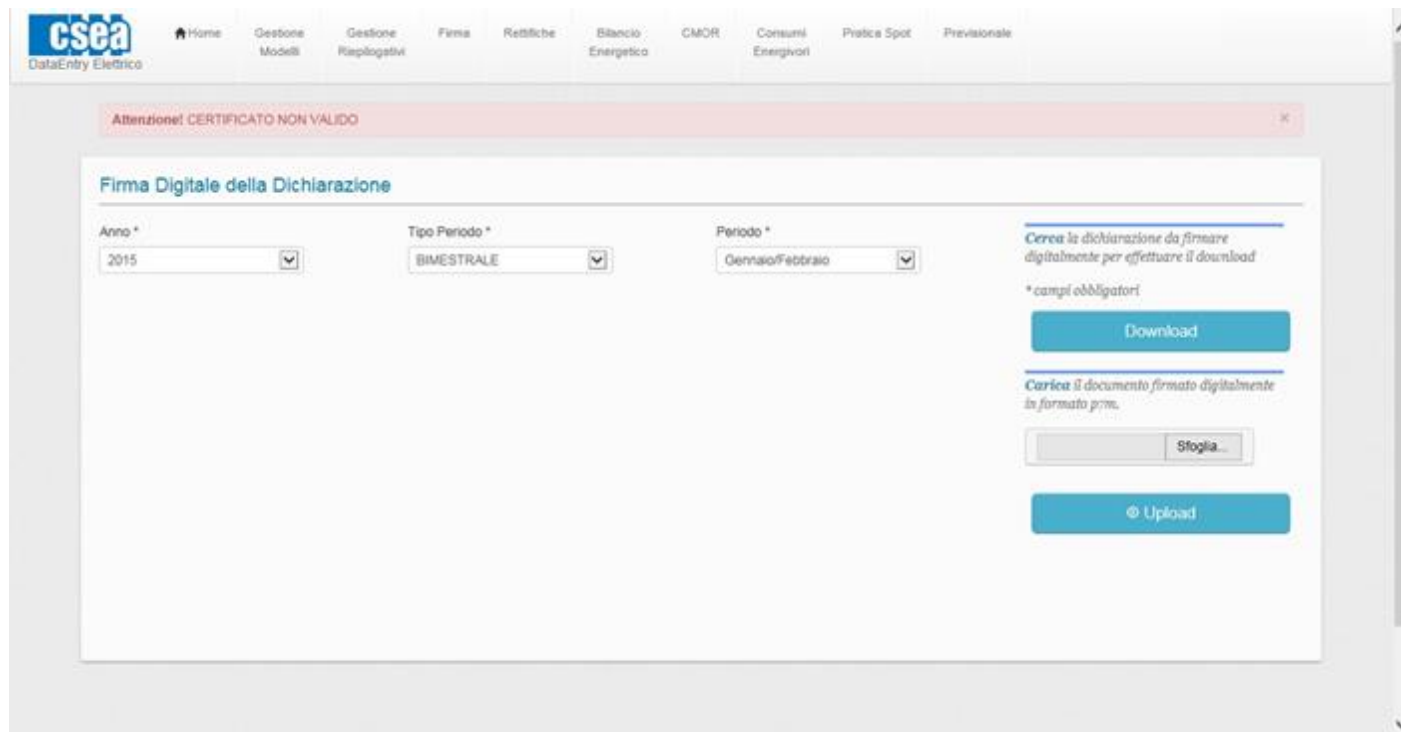 csea
DataEntry Elettrico
Home
Gestione
Modelli
Gestione
Riepilogativi
Firma
Rettifiche
Bilancio
Energetico
CMOR
Consumi
Energivori
Pratica Spot
Previsionale
Attenzione! CERTIFICATO NON VALIDO ×
Firma Digitale della Dichiarazione
Anno *
2015
Tipo Periodo *
BIMESTRALE
Periodo *
Gennaio/Febbraio
Cerca la dichiarazione da firmare
digitalmente per effettuare il download
* campi obbligatori
Download
Carica il documento firmato digitalmente
in formato p7m.
Sfoglia...
Upload